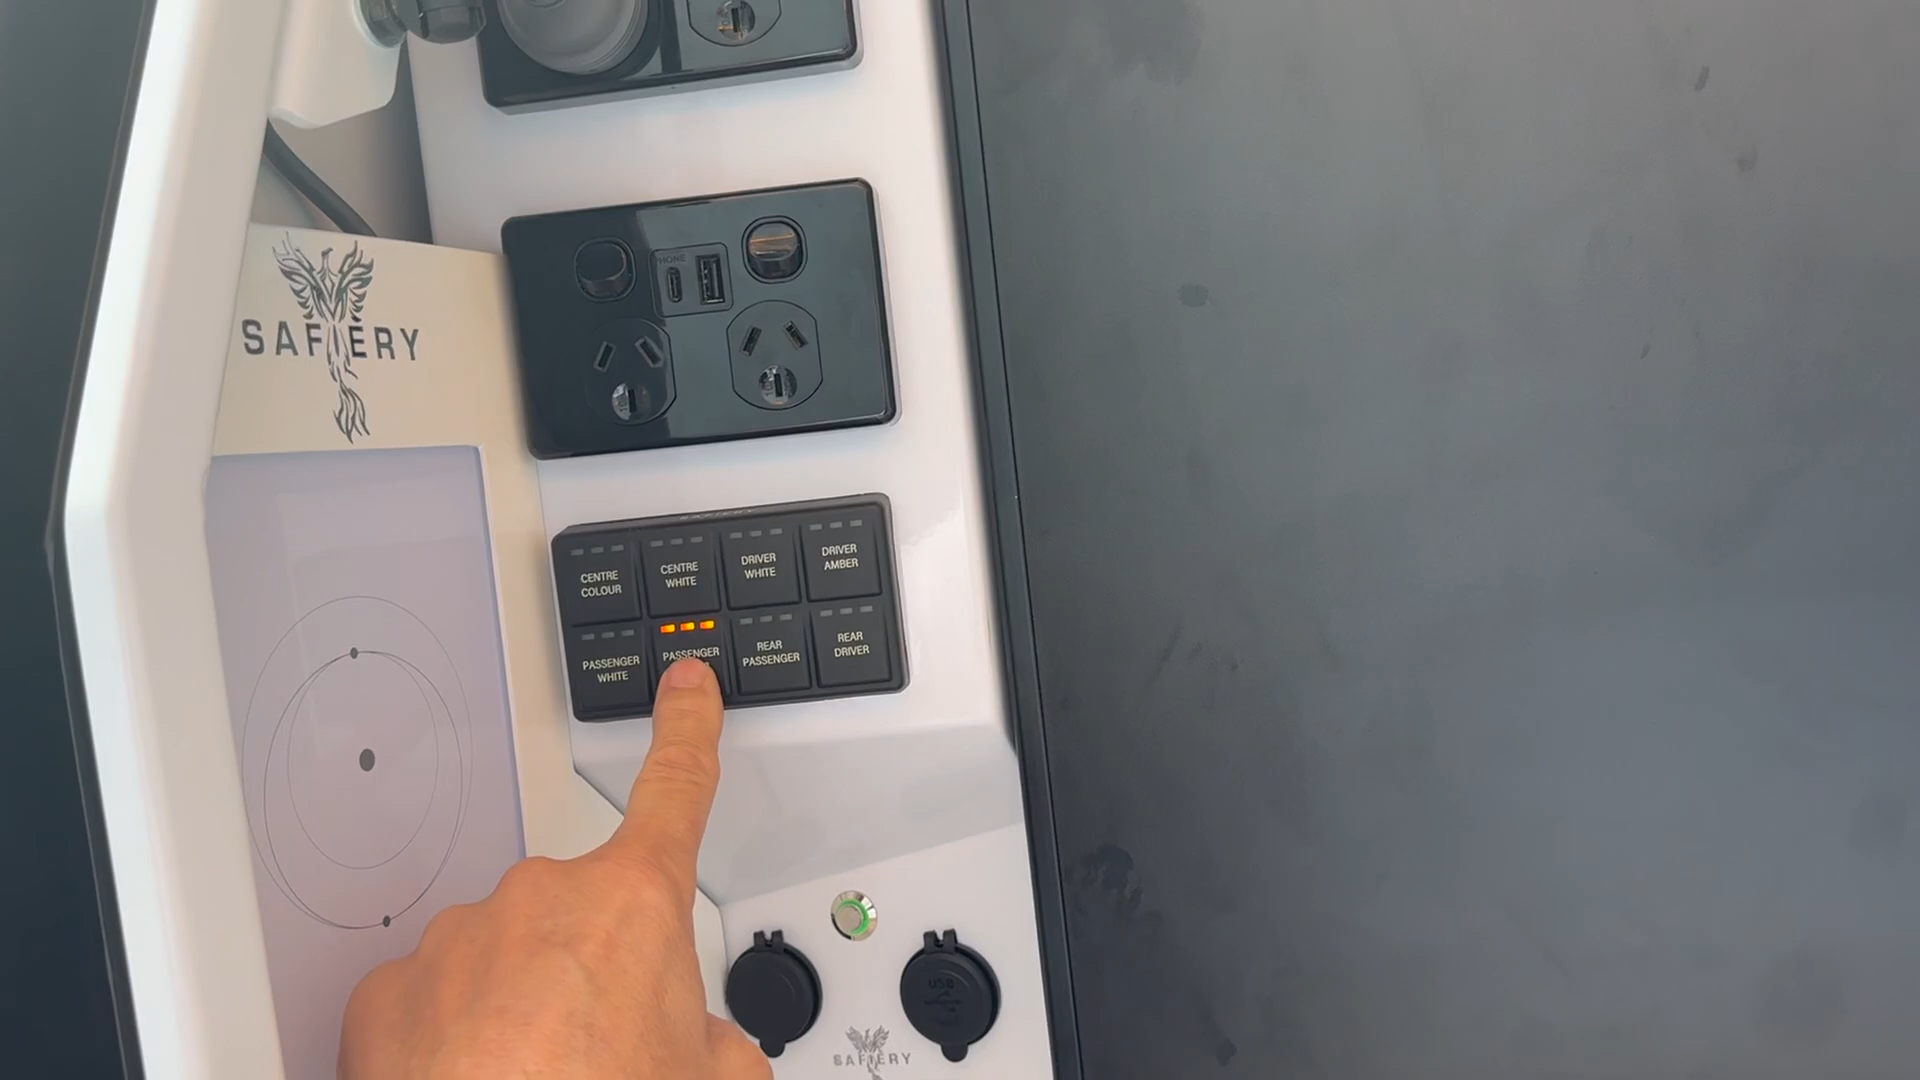 PHONE
SAFIERY
CENTRE
COLOUR
CENTRE
WHITE
DRIVER
WHITE
DRIVER
AMBER
PASSENGER
WHITE
PASSENGER
REAR
PASSENGER
REAR
DRIVER
USB
SAFIERY